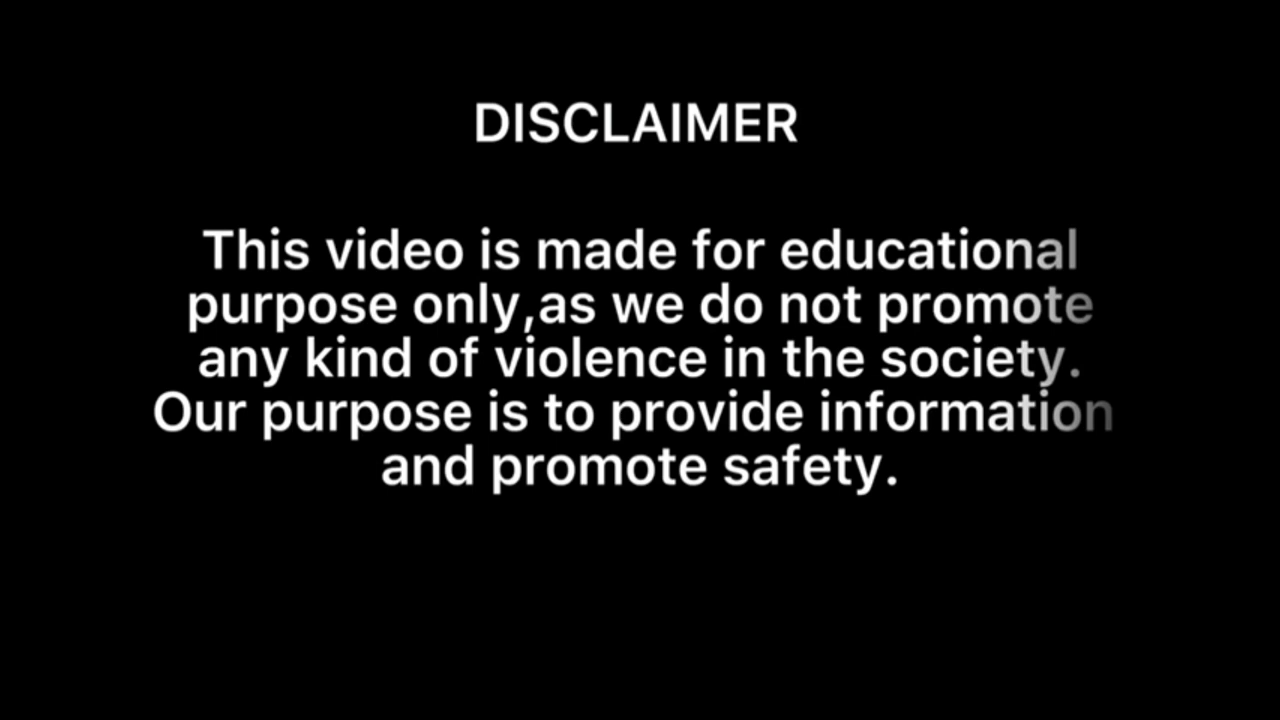 DISCLAIMER
This video is made for educational
purpose only,as we do not promote
any kind of violence in the society.
Our purpose is to provide information
and promote safety.